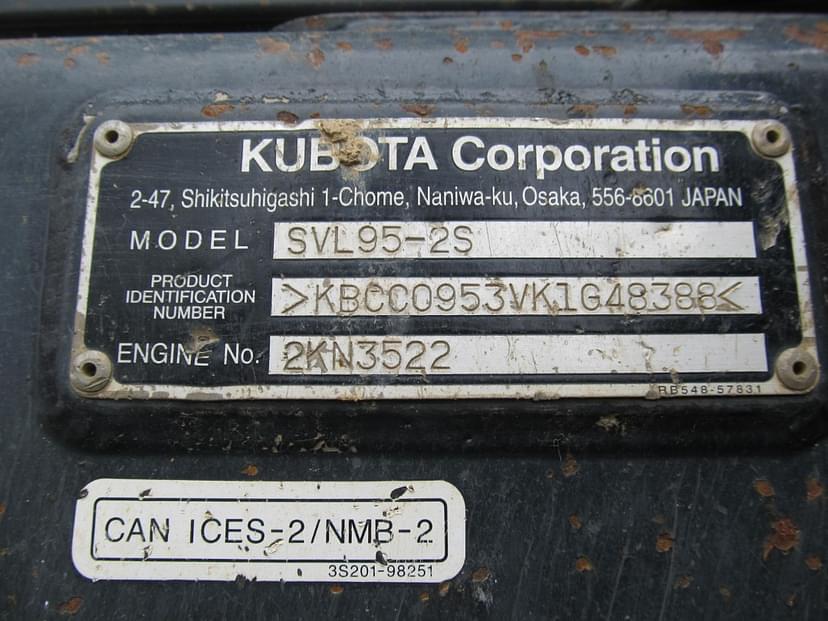 KUBOTA Corporation
2-47, Shikitsuhigashi 1-Chome, Naniwa-ku, Osaka, 556-8601 JAPAN
MODEL SVL95-2S
PRODUCT
IDENTIFICATION
NUMBER >KBCC0953VK1G48388<
ENGINE No. 2KN3522
RB548-57831
CAN ICES-2/NMB-2
3S201-98251